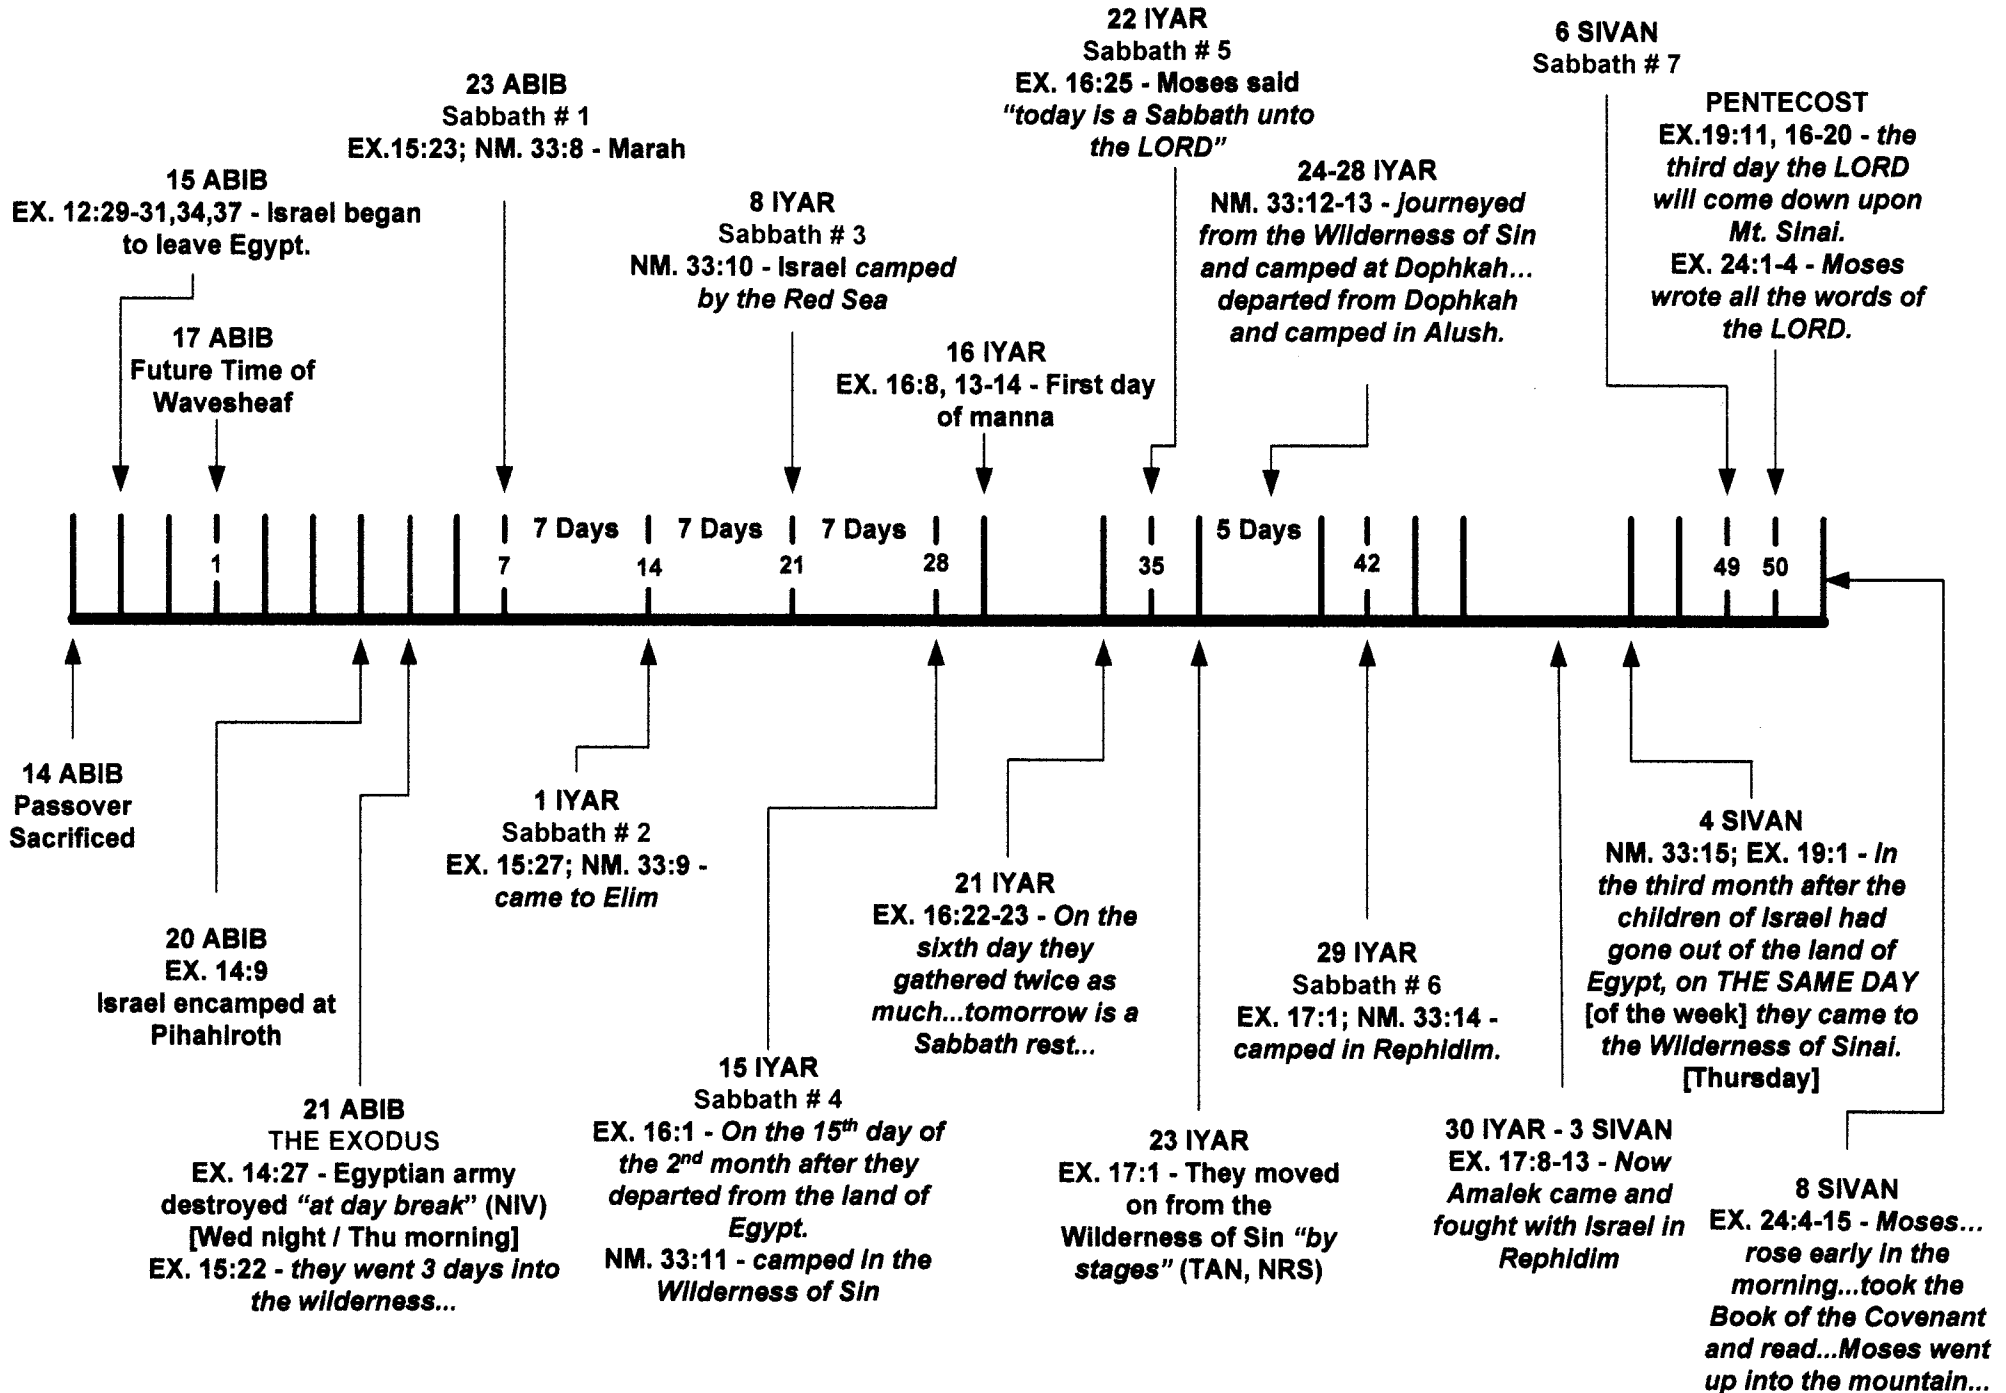 22 IYAR
Sabbath # 5
EX. 16:25 - Moses said
“today is a Sabbath unto
the LORD”
6 SIVAN
Sabbath # 7
23 ABIB
Sabbath # 1
EX.15:23; NM. 33:8 - Marah
PENTECOST
EX.19:11, 16-20 - the
third day the LORD
will come down upon
Mt. Sinai.
EX. 24:1-4 - Moses
wrote all the words of
the LORD.
15 ABIB
EX. 12:29-31,34,37 - Israel began
to leave Egypt.
8 IYAR
Sabbath # 3
NM. 33:10 - Israel camped
by the Red Sea
24-28 IYAR
NM. 33:12-13 - journeyed
from the Wilderness of Sin
and camped at Dophkah...
departed from Dophkah
and camped in Alush.
17 ABIB
Future Time of
Wavesheaf
16 IYAR
EX. 16:8, 13-14 - First day
of manna
7 Days
7 Days
7 Days
5 Days
1
7
14
21
28
35
42
49
50
14 ABIB
Passover
Sacrificed
20 ABIB
EX. 14:9
Israel encamped at
Pihahiroth
21 ABIB
THE EXODUS
EX. 14:27 - Egyptian army
destroyed “at day break” (NIV)
[Wed night / Thu morning]
EX. 15:22 - they went 3 days into
the wilderness...
1 IYAR
Sabbath # 2
EX. 15:27; NM. 33:9 -
came to Elim
15 IYAR
Sabbath # 4
EX. 16:1 - On the 15th day of
the 2nd month after they
departed from the land of
Egypt.
NM. 33:11 - camped in the
Wilderness of Sin
21 IYAR
EX. 16:22-23 - On the
sixth day they
gathered twice as
much...tomorrow is a
Sabbath rest...
23 IYAR
EX. 17:1 - They moved
on from the
Wilderness of Sin “by
stages” (TAN, NRS)
29 IYAR
Sabbath # 6
EX. 17:1; NM. 33:14 -
camped in Rephidim.
30 IYAR - 3 SIVAN
EX. 17:8-13 - Now
Amalek came and
fought with Israel in
Rephidim
4 SIVAN
NM. 33:15; EX. 19:1 - In
the third month after the
children of Israel had
gone out of the land of
Egypt, on THE SAME DAY
[of the week] they came to
the Wilderness of Sinai.
[Thursday]
8 SIVAN
EX. 24:4-15 - Moses...
rose early in the
morning...took the
Book of the Covenant
and read...Moses went
up into the mountain...